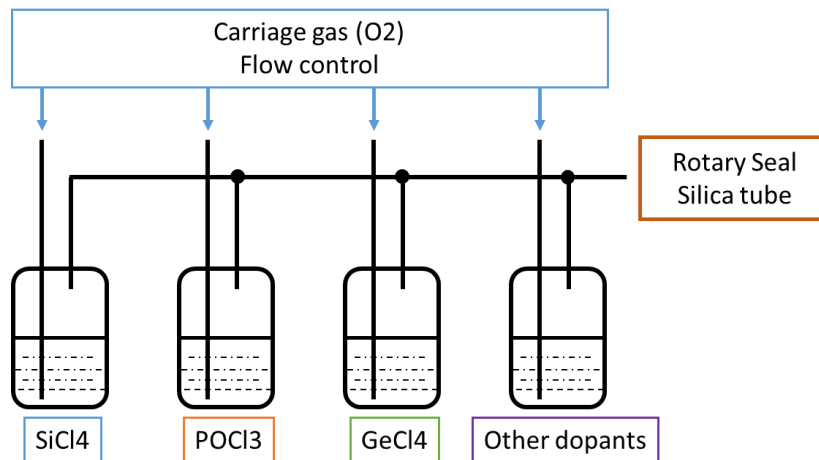 Carriage gas (O2)
Flow control
Rotary Seal
Silica tube
SiCl4
POCl3
GeCl4
Other dopants